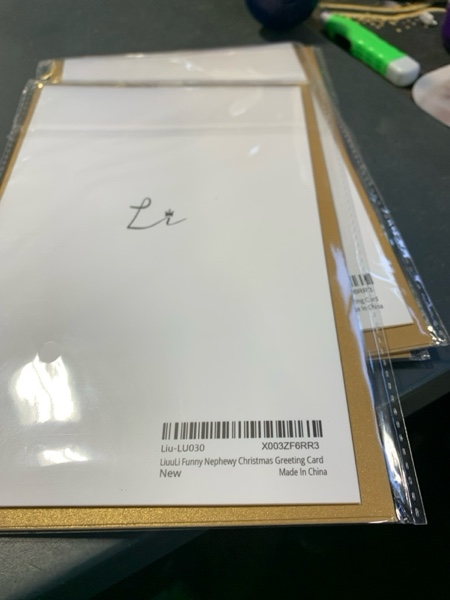 Li
Liu-LU030 X003ZF6RR3
LiuuLi Funny Nephewy Christmas Greeting Card
New Made In China